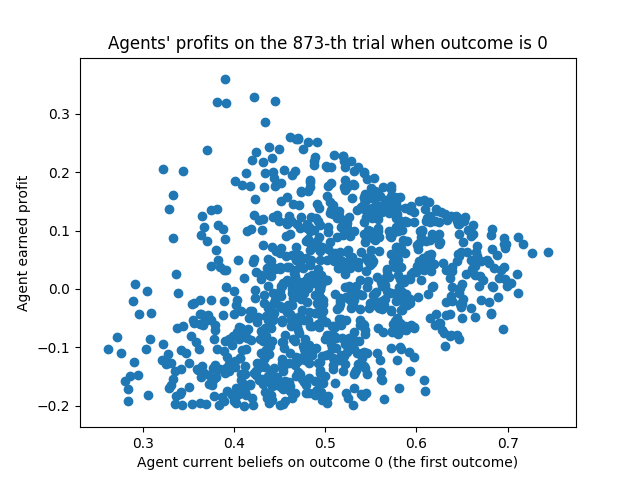 Agents' profits on the 873-th trial when outcome is 0
Agent earned profit
0.3
0.2
0.1
0.0
−0.1
−0.2
0.3 0.4 0.5 0.6 0.7
Agent current beliefs on outcome 0 (the first outcome)